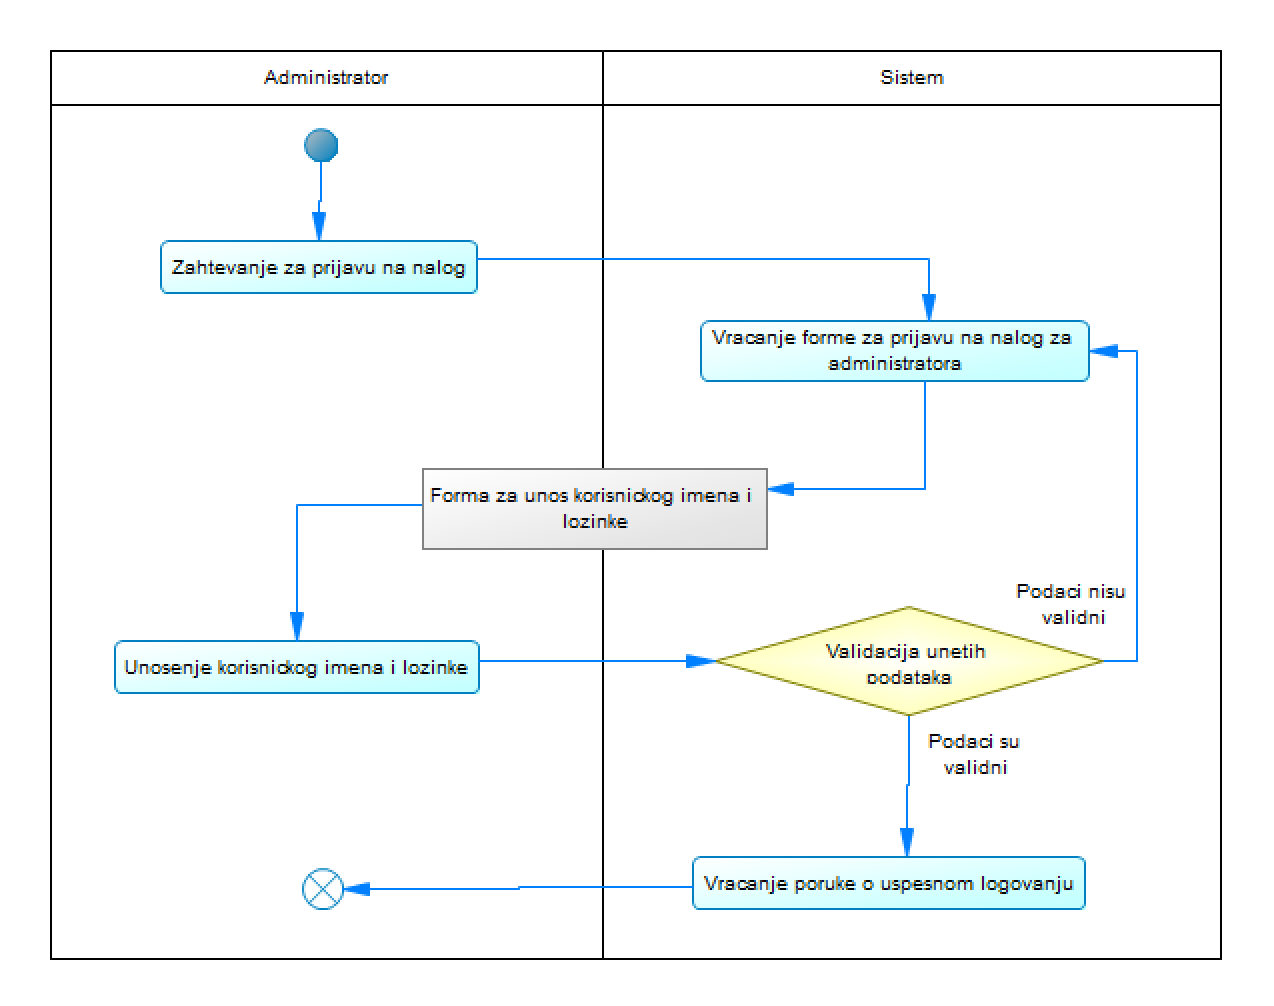 Administrator
Sistem
Zahtevanje za prijavu na nalog
Vracanje forme za prijavu na nalog za
administratora
Forma za unos korisnickog imena i
lozinke
Podaci nisu
validni
Unosenje korisnickog imena i lozinke
Validacija unetih
podataka
Podaci su
validni
Vracanje poruke o uspesnom logovanju